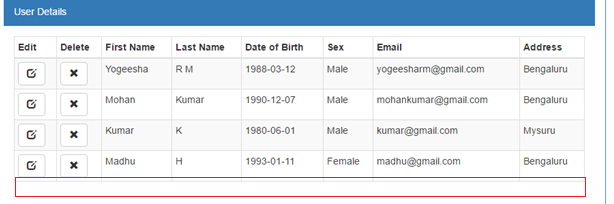 User Details
Edit Delete First Name Last Name Date of Birth Sex Email Address
Yogeesha R M 1988-03-12 Male yogeesharm@gmail.com Bengaluru
Mohan Kumar 1990-12-07 Male mohankumar@gmail.com Bengaluru
Kumar K 1980-06-01 Male kumar@gmail.com Mysuru
Madhu H 1993-01-11 Female madhu@gmail.com Bengaluru